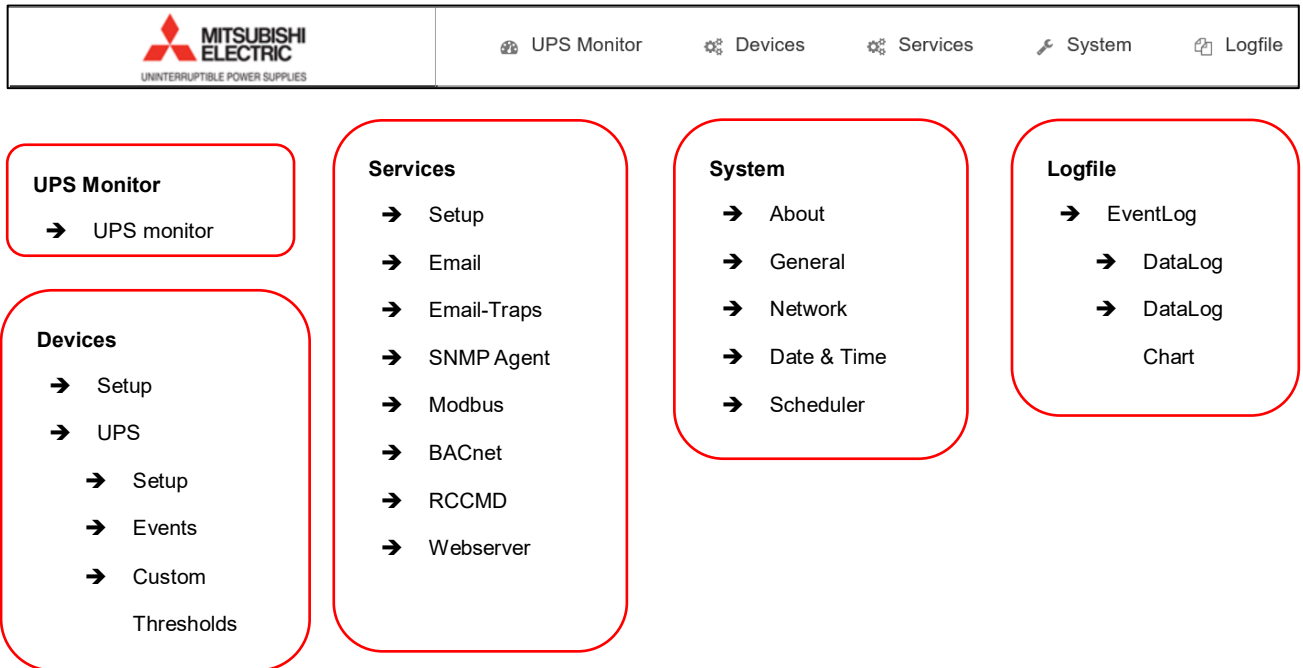 MITSUBISHI
ELECTRIC
UNINTERRUPTIBLE POWER SUPPLIES
UPS Monitor
Devices
Services
System
Logfile
UPS Monitor
➔ UPS monitor
Devices
➔ Setup
➔ UPS
➔ Setup
➔ Events
➔ Custom
Thresholds
Services
➔ Setup
➔ Email
➔ Email-Traps
➔ SNMP Agent
➔ Modbus
➔ BACnet
➔ RCCMD
➔ Webserver
System
➔ About
➔ General
➔ Network
➔ Date & Time
➔ Scheduler
Logfile
➔ EventLog
➔ DataLog
➔ DataLog
Chart